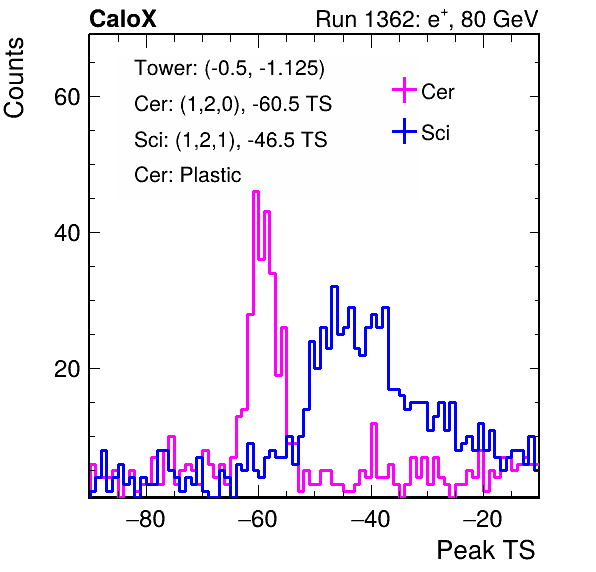 CaloX Run 1362: e⁺, 80 GeV
Counts
Tower: (-0.5, -1.125)
Cer: (1,2,0), -60.5 TS
Sci: (1,2,1), -46.5 TS
Cer: Plastic
Cer
Sci
60
40
20
−80 −60 −40 −20
Peak TS